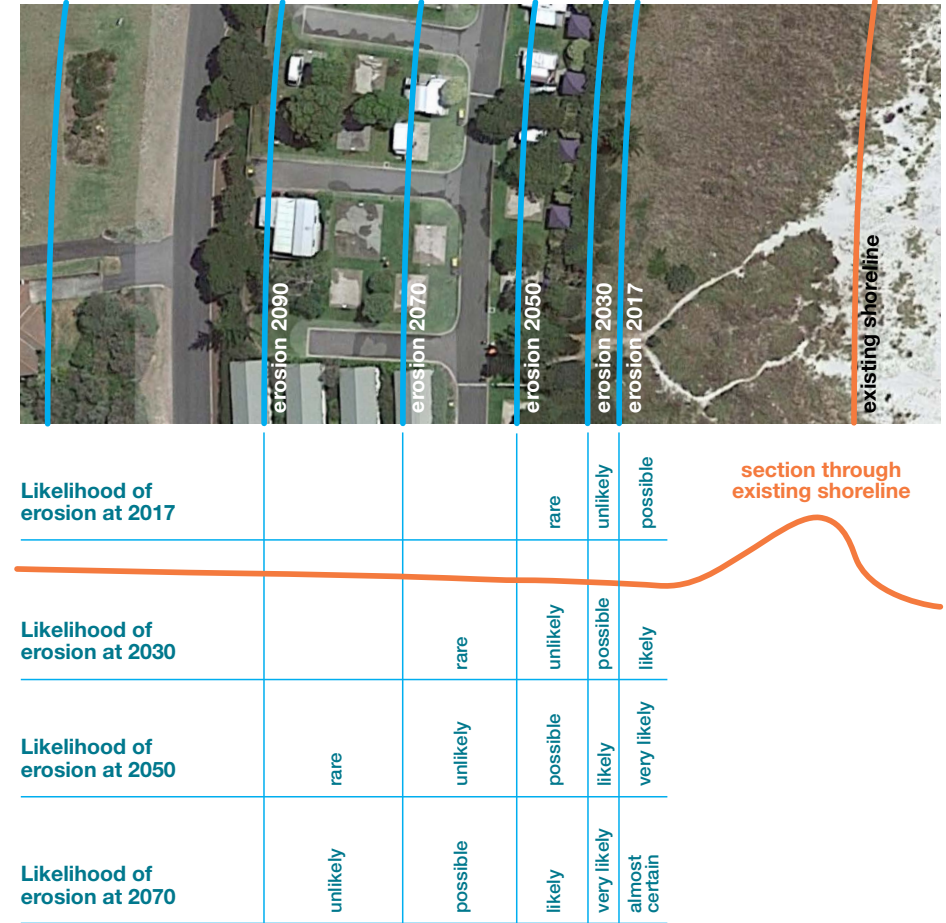 erosion 2090
erosion 2070
erosion 2050
erosion 2030
erosion 2017
existing shoreline
section through
existing shoreline
Likelihood of
erosion at 2017
rare
unlikely
possible
Likelihood of
erosion at 2030
rare
unlikely
possible
likely
Likelihood of
erosion at 2050
rare
unlikely
possible
likely
very likely
Likelihood of
erosion at 2070
unlikely
possible
likely
very likely
almost
certain